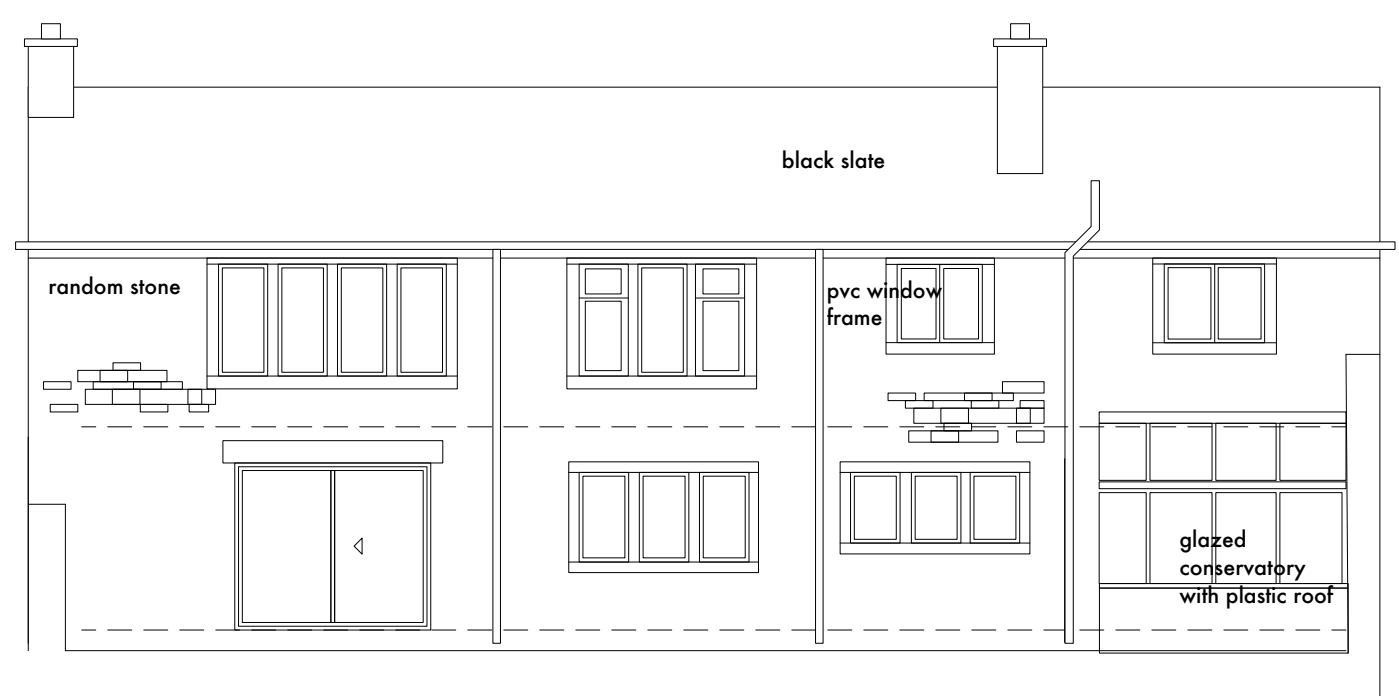 black slate
random stone
pvc window
frame
glazed
conservatory
with plastic roof